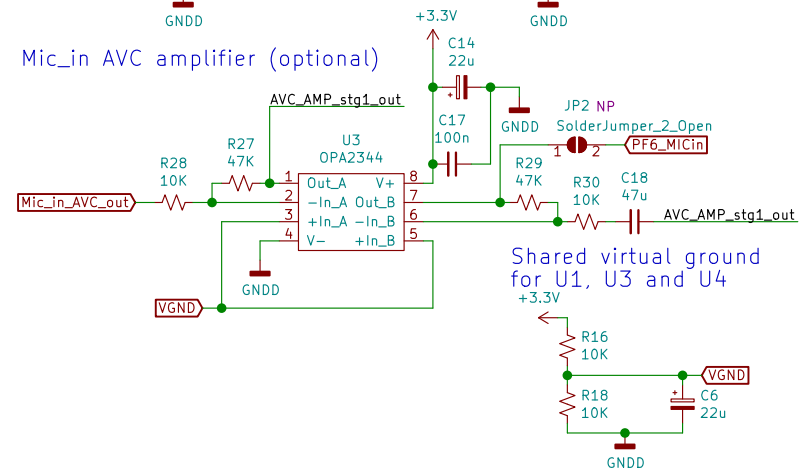 GNDD
GNDD
+3.3V
Mic_in AVC amplifier (optional)
C14
22u
AVC_AMP_stg1_out
GNDD
JP2 NP
SolderJumper_2_Open
1 2
PF6_MICin
C17
100n
U3
OPA2344
R27
47K
R28
10K
Mic_in_AVC_out
1 Out_A V+ 8
2 -In_A Out_B 7
3 +In_A -In_B 6
4 V- +In_B 5
R29
47K
R30
10K
C18
47u
AVC_AMP_stg1_out
GNDD
VGND
Shared virtual ground
for U1, U3 and U4
+3.3V
R16
10K
VGND
R18
10K
+
C6
22u
GNDD